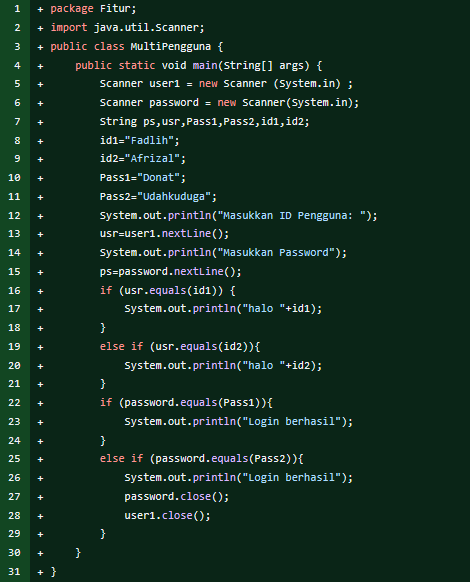 1 + package Fitur;
2 + import java.util.Scanner;
3 + public class MultiPengguna {
4 +     public static void main(String[] args) {
5 +         Scanner user1 = new Scanner (System.in) ;
6 +         Scanner password = new Scanner(System.in);
7 +         String ps,usr,Pass1,Pass2,id1,id2;
8 +         id1="Fadlih";
9 +         id2="Afrizal";
10 +         Pass1="Donat";
11 +         Pass2="Udahkuduga";
12 +         System.out.println("Masukkan ID Pengguna: ");
13 +         usr=user1.nextLine();
14 +         System.out.println("Masukkan Password");
15 +         ps=password.nextLine();
16 +         if (usr.equals(id1)) {
17 +             System.out.println("halo "+id1);
18 +         }
19 +         else if (usr.equals(id2)){
20 +             System.out.println("halo "+id2);
21 +         }
22 +         if (password.equals(Pass1)){
23 +             System.out.println("Login berhasil");
24 +         }
25 +         else if (password.equals(Pass2)){
26 +             System.out.println("Login berhasil");
27 +             password.close();
28 +             user1.close();
29 +         }
30 +     }
31 + }